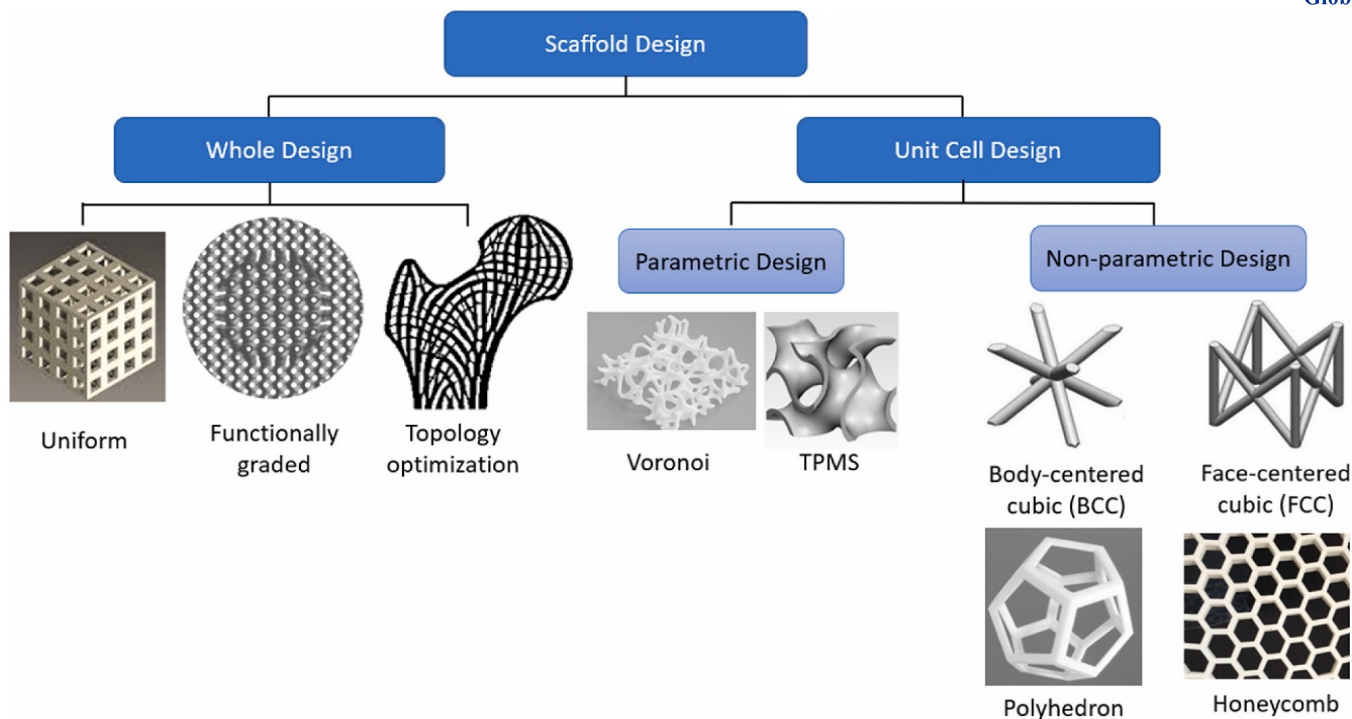 Scaffold Design
Whole Design
Unit Cell Design
Parametric Design
Non-parametric Design
Uniform
Functionally
graded
Topology
optimization
Voronoi
TPMS
Body-centered
cubic (BCC)
Face-centered
cubic (FCC)
Polyhedron
Honeycomb